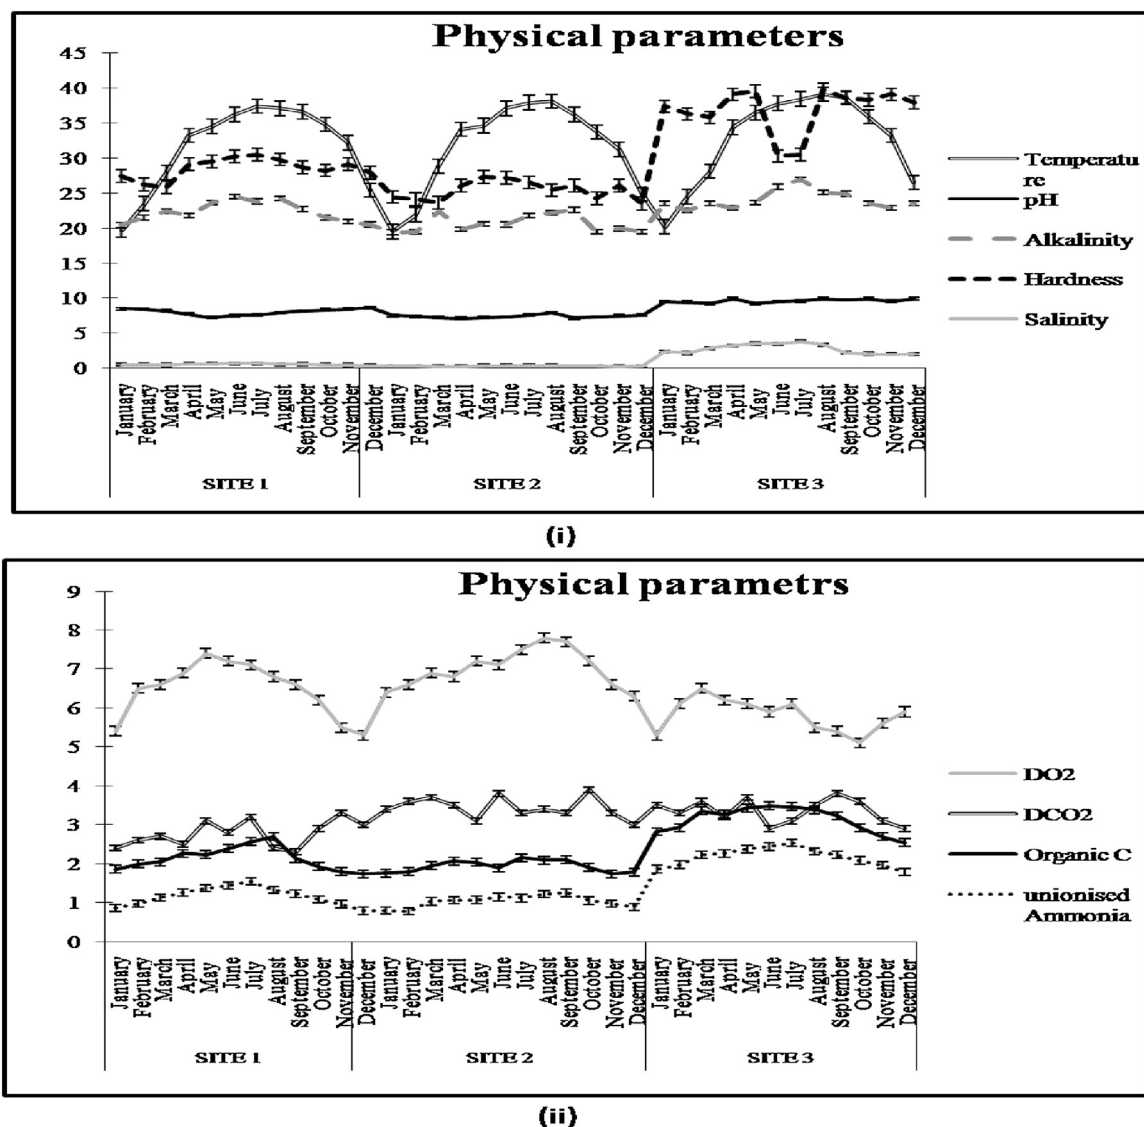 Physical parameters
45
40
35
30
25
20
15
10
5
0
Temperatu
re
pH
Alkalinity
Hardness
Salinity
January
February
March
April
May
June
July
August
September
October
November
December
January
February
March
April
May
June
July
August
September
October
November
December
January
February
March
April
May
June
July
August
September
October
November
December
SITE 1 SITE 2 SITE 3
(i)
Physical parametrs
9
8
7
6
5
4
3
2
1
0
DO2
DCO2
Organic C
unionised
Ammonia
January
February
March
April
May
June
July
August
September
October
November
December
January
February
March
April
May
June
July
August
September
October
November
December
January
February
March
April
May
June
July
August
September
October
November
December
SITE 1 SITE 2 SITE 3
(ii)